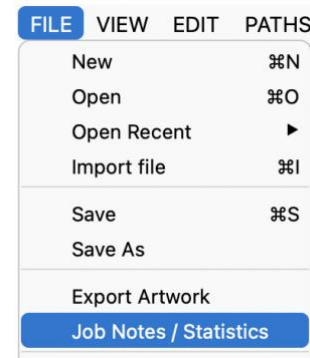 FILE VIEW EDIT PATHS
New ⌘N
Open ⌘O
Open Recent ▶
Import file ⌘I
Save ⌘S
Save As
Export Artwork
Job Notes / Statistics